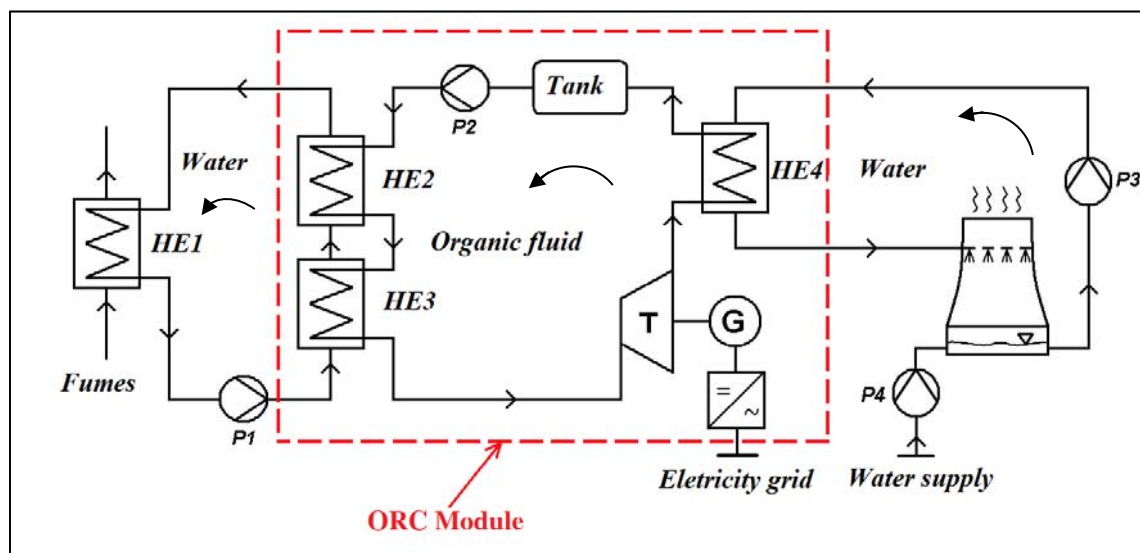 P2
Tank
Water
HE2
HE4
Water
P3
HE1
Organic fluid
HE3
T
G
Fumes
P1
=
~
P4
Eletricity grid
Water supply
ORC Module